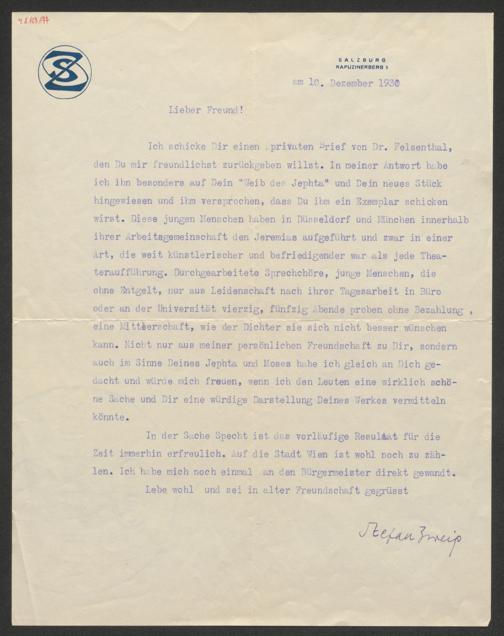 SZ
SALZBURG
KAPUZINERBERG 5
am 10. Dezember 1930
Lieber Freund!
Ich schicke Dir einen privaten Brief von Dr. Felsenthal,
den Du mir freundlichst zurückgeben willst. In meiner Antwort habe
ich ihn besonders auf Dein "Weib des Jephta" und Dein neues Stück
hingewiesen und ihm versprochen, dass Du ihm ein Exemplar schicken
wirst. Diese jungen Menschen haben in Düsseldorf und München innerhalb
ihrer Arbeitsgemeinschaft den Jeremias aufgeführt und zwar in einer
Art, die weit künstlerischer und befriedigender war als jede Thea-
teraufführung. Durchgearbeitete Sprechchöre, junge Menschen, die
ohne Entgelt, nur aus Leidenschaft nach ihrer Tagesarbeit in Büro
oder an der Universität vierzig, fünfzig Abende proben ohne Bezahlung ,
eine Mittlerschaft, wie der Dichter sie sich nicht besser wünschen
kann. Nicht nur aus meiner persönlichen Freundschaft zu Dir, sondern
auch im Sinne Deines Jephta und Moses habe ich gleich an Dich ge-
dacht und würde mich freuen, wenn ich den Leuten eine wirklich schö-
ne Sache und Dir eine würdige Darstellung Deines Werkes vermitteln
könnte.
In der Sache Specht ist das vorläufige Resultat für die
Zeit immerhin erfreulich. Auf die Stadt Wien ist wohl noch zu zäh-
len. Ich habe mich noch einmal an den Bürgermeister direkt gewandt.
Lebe wohl und sei in alter Freundschaft gegrüsst
Stefan Zweig